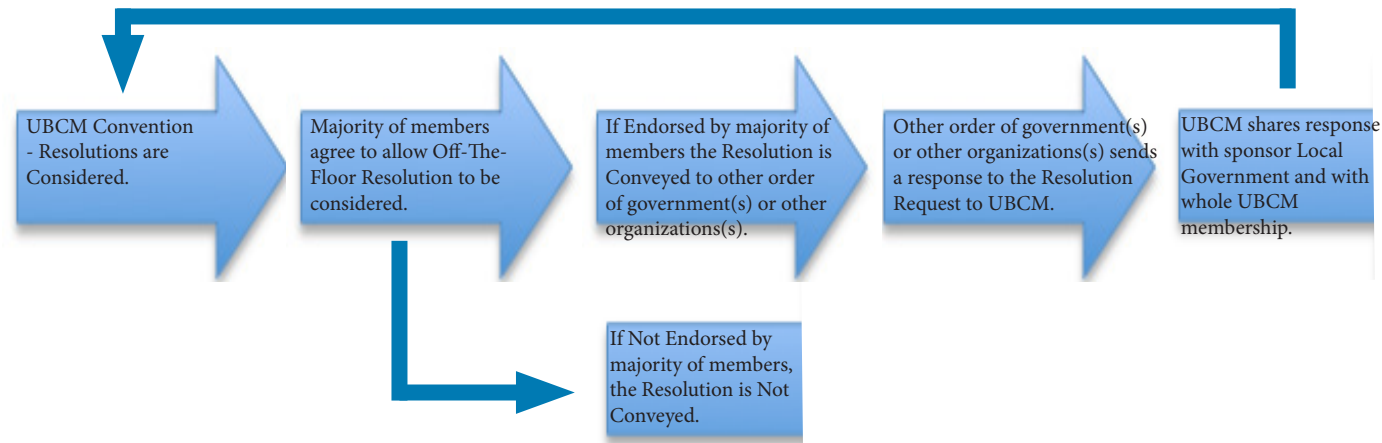 UBCM Convention
- Resolutions are
Considered.
Majority of members
agree to allow Off-The-
Floor Resolution to be
considered.
If Endorsed by majority of
members the Resolution is
Conveyed to other order
of government(s) or other
organizations(s).
Other order of government(s)
or other organizations(s) sends
a response to the Resolution
Request to UBCM.
UBCM shares response
with sponsor Local
Government and with
whole UBCM
membership.
If Not Endorsed by
majority of members,
the Resolution is Not
Conveyed.